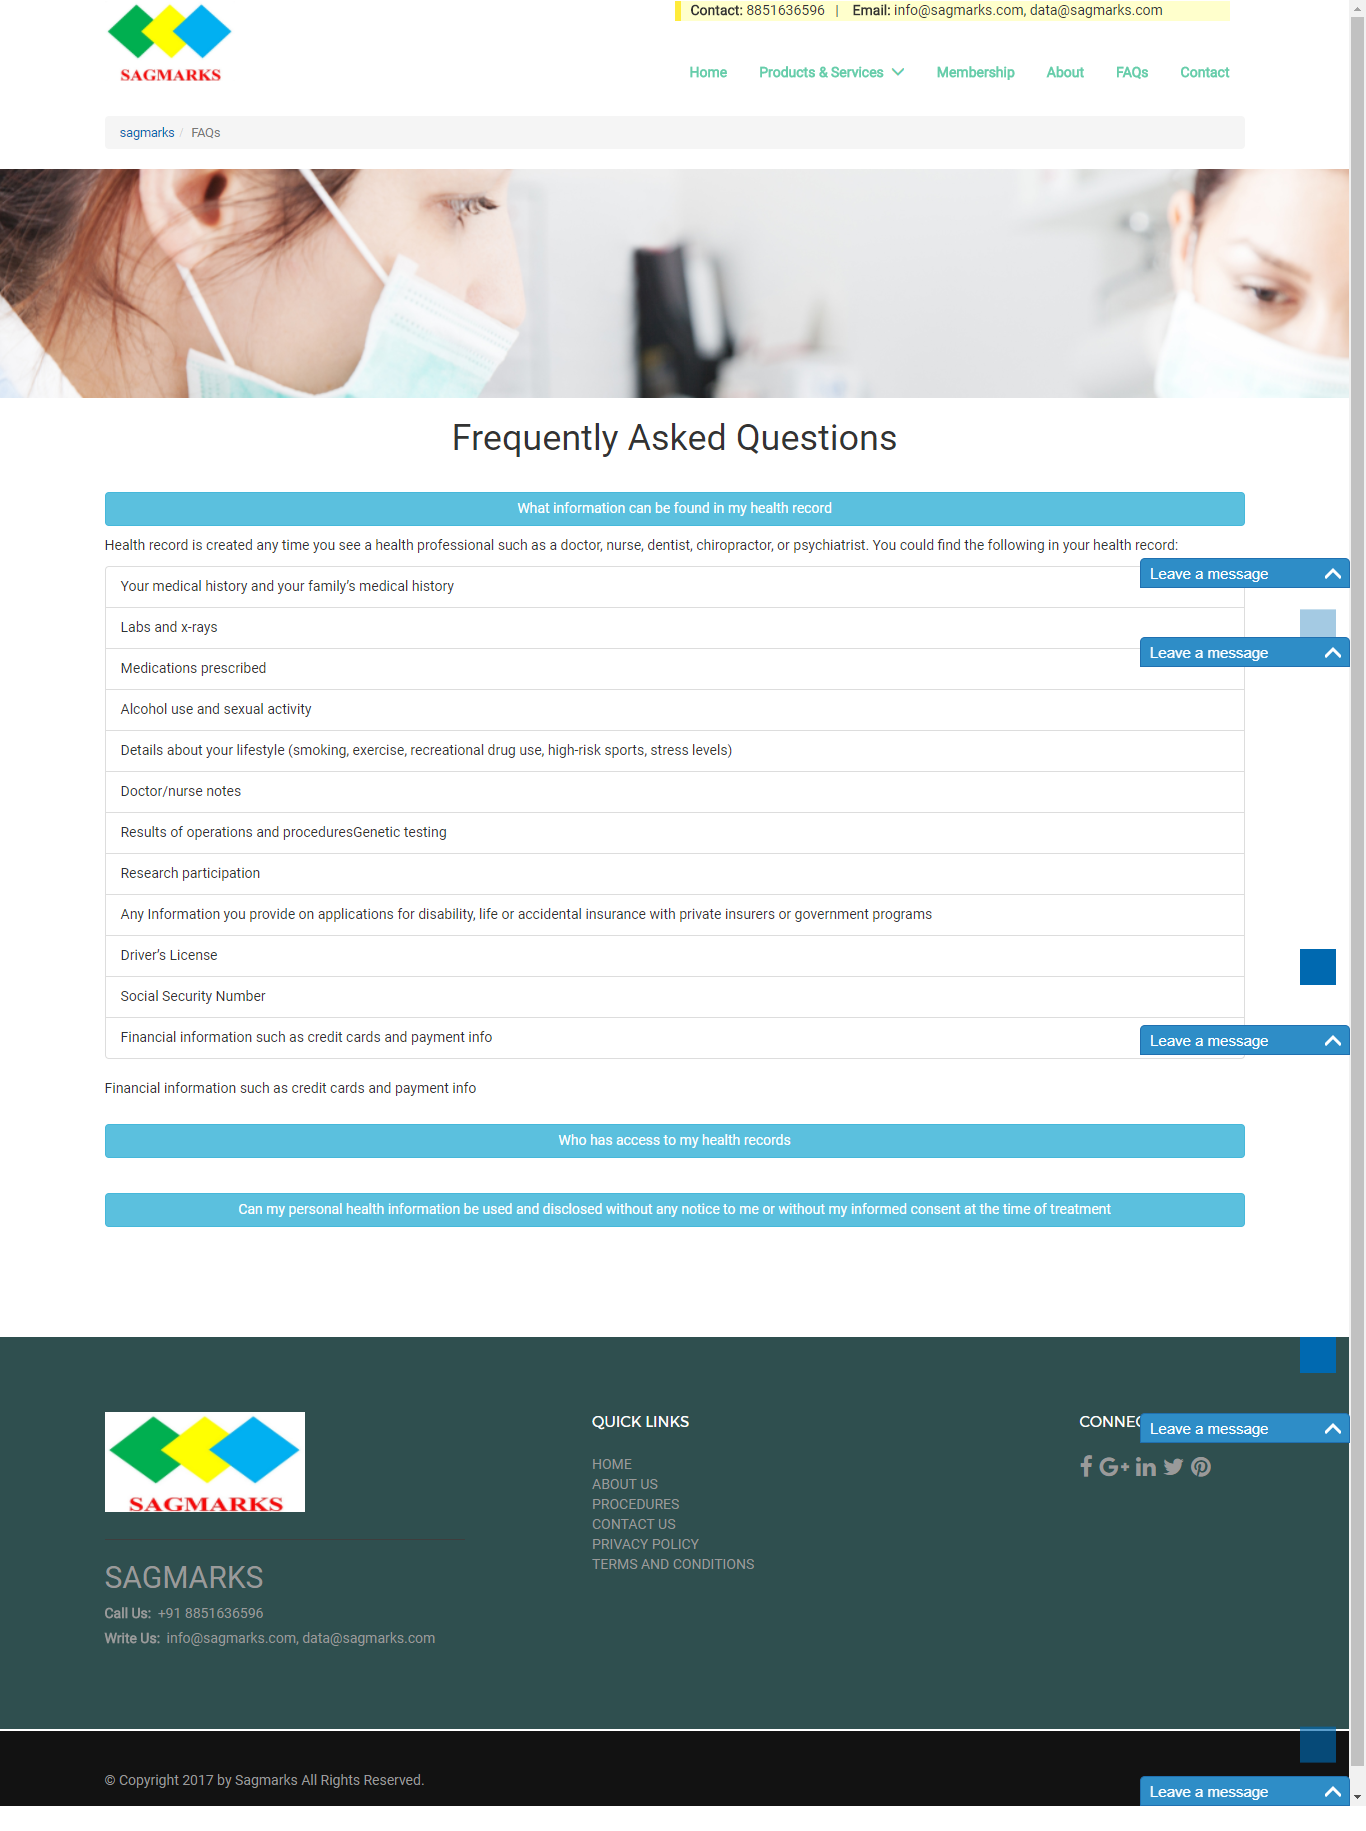 Contact: 8851636596 | Email: info@sagmarks.com, data@sagmarks.com
SAGMARKS
Home Products & Services Membership About FAQs Contact
sagmarks / FAQs
Frequently Asked Questions
What information can be found in my health record
Health record is created any time you see a health professional such as a doctor, nurse, dentist, chiropractor, or psychiatrist. You could find the following in your health record:
Leave a message
Your medical history and your family’s medical history
Labs and x-rays
Leave a message
Medications prescribed
Alcohol use and sexual activity
Details about your lifestyle (smoking, exercise, recreational drug use, high-risk sports, stress levels)
Doctor/nurse notes
Results of operations and proceduresGenetic testing
Research participation
Any Information you provide on applications for disability, life or accidental insurance with private insurers or government programs
Driver’s License
Social Security Number
Financial information such as credit cards and payment info
Leave a message
Financial information such as credit cards and payment info
Who has access to my health records
Can my personal health information be used and disclosed without any notice to me or without my informed consent at the time of treatment
SAGMARKS
SAGMARKS
Call Us: +91 8851636596
Write Us: info@sagmarks.com, data@sagmarks.com
QUICK LINKS
HOME
ABOUT US
PROCEDURES
CONTACT US
PRIVACY POLICY
TERMS AND CONDITIONS
Leave a message
© Copyright 2017 by Sagmarks All Rights Reserved.
Leave a message